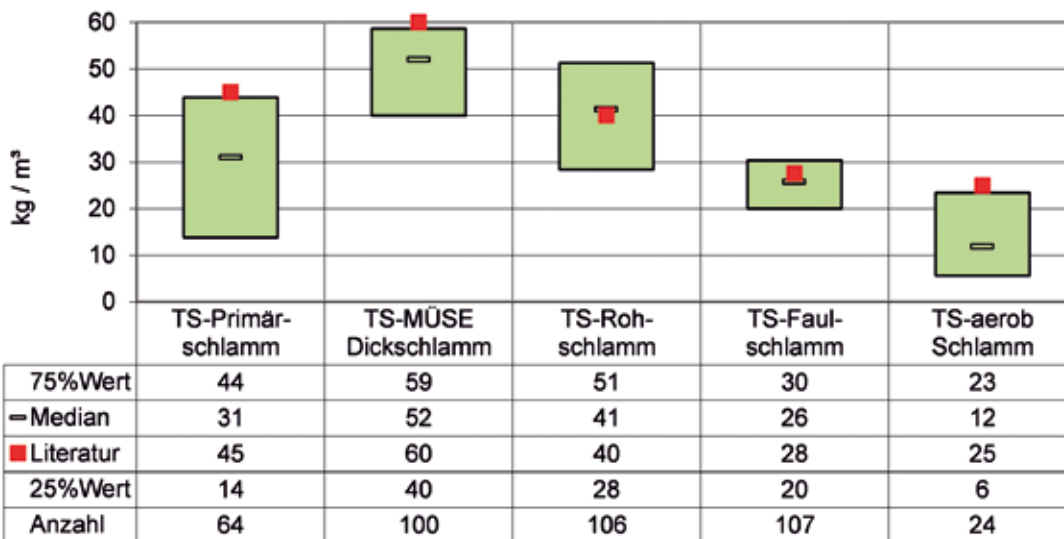 60
50
40
30
20
10
0
kg / m³
TS-Primär-
schlamm
TS-MÜSE
Dickschlamm
TS-Roh-
schlamm
TS-Faul-
schlamm
TS-aerob
Schlamm
75%Wert 44 59 51 30 23
Median 31 52 41 26 12
Literatur 45 60 40 28 25
25%Wert 14 40 28 20 6
Anzahl 64 100 106 107 24